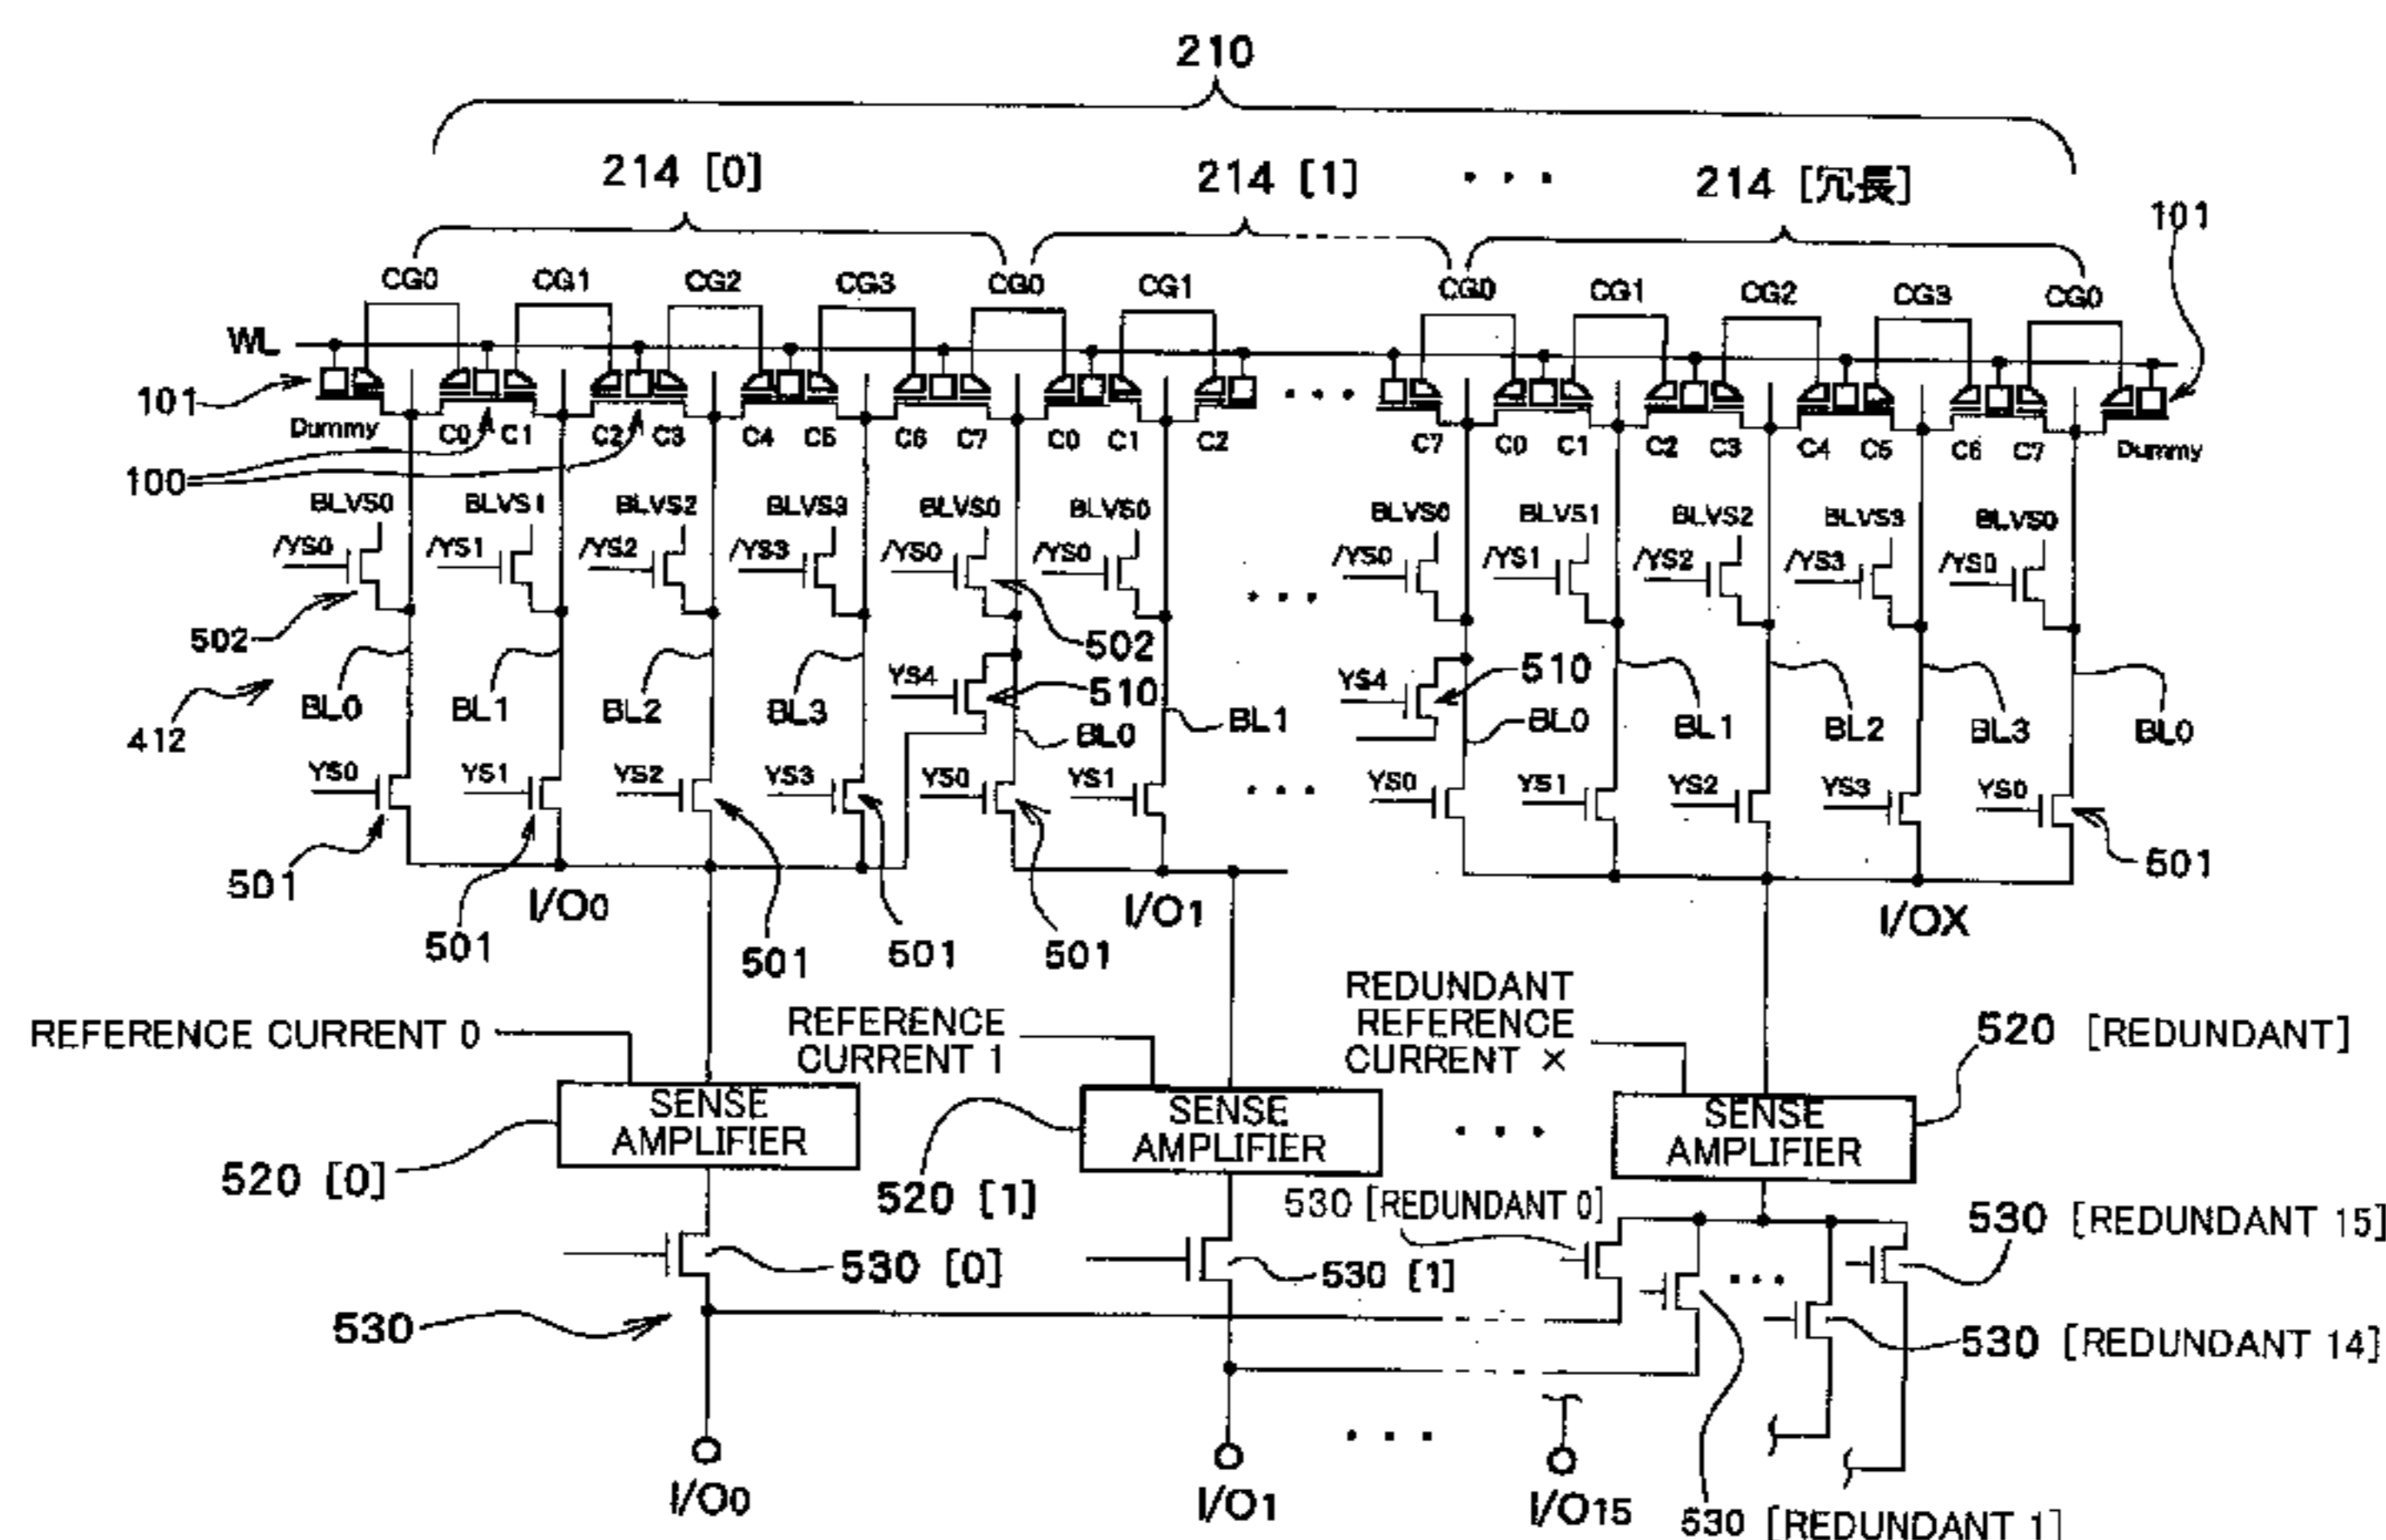 210
214 [0]
214 [1]
• • •
214 [冗長]
101
CG0 CG1 CG2 CG3 CG0 CG1 CG0 CG1 CG2 CG3 CG0
WL
101
Dummy C0 C1 C2 C3 C4 C5 C6 C7 C0 C1 C2 • • • C7 C0 C1 C2 C3 C4 C5 C6 C7 Dummy
100
BLVS0 BLVS1 BLVS2 BLVS3 BLVS0 BLVS0 BLVS0 BLVS1 BLVS2 BLVS3 BLVS0
/YS0 /YS1 /YS2 /YS3 /YS0 /YS0 /YS0 /YS1 /YS2 /YS3 /YS0
• • •
502 502
YS4 510 YS4 510
412 BL0 BL1 BL2 BL3 BL0 BL1 BL0 BL1 BL2 BL3 BL0
YS0 YS1 YS2 YS3 YS0 YS1 • • • YS0 YS1 YS2 YS3 YS0
501 501 501 501 501 501
I/O0 I/O1 I/OX
REFERENCE CURRENT 0
REFERENCE
CURRENT 1
REDUNDANT
REFERENCE
CURRENT ×
520 [REDUNDANT]
SENSE
AMPLIFIER
SENSE
AMPLIFIER
• • •
SENSE
AMPLIFIER
520 [0]
520 [1]
530 [REDUNDANT 0]
530 [REDUNDANT 15]
530 [0]
530 [1]
• • •
530
530 [REDUNDANT 14]
• • •
I/O0
I/O1
I/O15
530 [REDUNDANT 1]